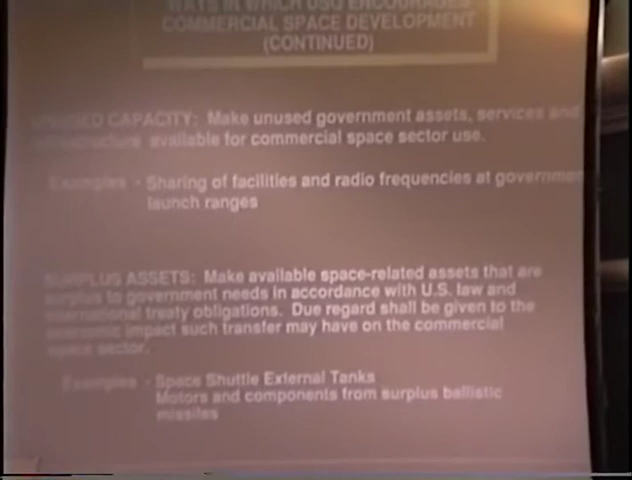 WAYS IN WHICH USG ENCOURAGES
COMMERCIAL SPACE DEVELOPMENT
(CONTINUED)
CAPACITY: Make unused government assets, services and
available for commercial space sector use.
Examples - Sharing of facilities and radio frequencies at
launch ranges
SURPLUS ASSETS: Make available space-related assets that are
surplus to government needs in accordance with U.S. law and
international treaty obligations. Due regard shall be given to the
economic impact such transfer may have on the commercial
space sector.
Examples - Space Shuttle External Tanks
Motors and components from surplus ballistic
missiles